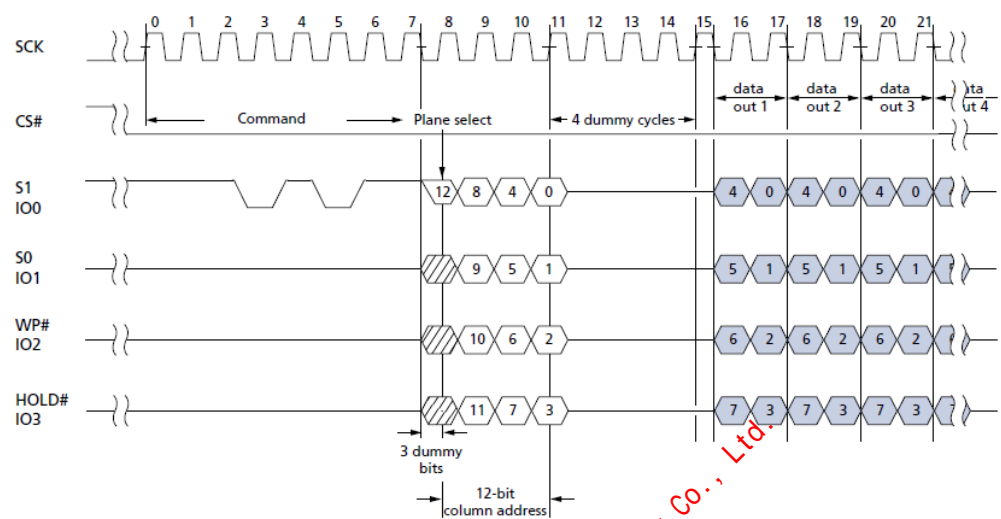 0 1 2 3 4 5 6 7 8 9 10 11 12 13 14 15 16 17 18 19 20 21
SCK
data data data
out 1 out 2 out 3 ut 4
CS#
Command
Plane select
4 dummy cycles
S1
IO0
12 8 4 0 4 0 4 0 4 0
S0
IO1
9 5 1 5 1 5 1 5 1
WP#
IO2
10 6 2 6 2 6 2 6 2
HOLD#
IO3
11 7 3 7 3 7 3 7 3
3 dummy
bits
12-bit
column address
Co., Ltd.